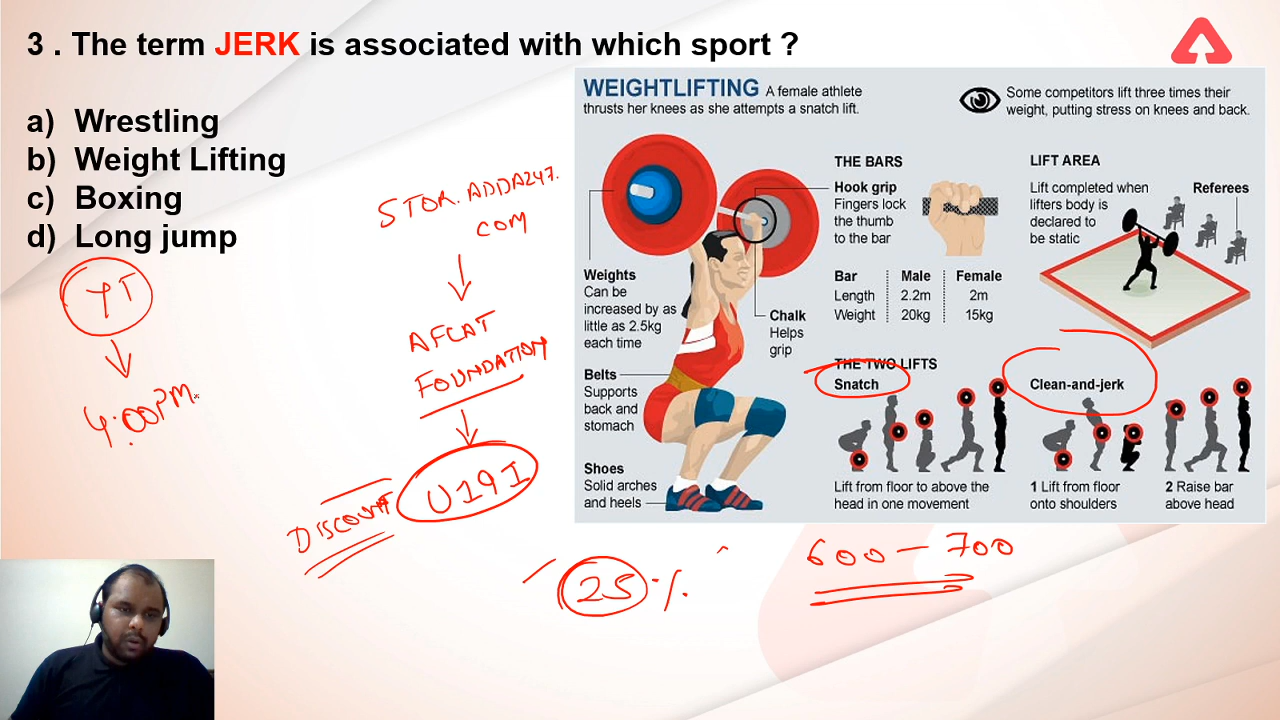 3 . The term JERK is associated with which sport ?
a) Wrestling
b) Weight Lifting
c) Boxing
d) Long jump
YT
4:00PM
STOR. ADDA247.
COM
AFCAT
FOUNDATION
U19I
DISCOUNT
25 %
600 – 700
WEIGHTLIFTING A female athlete
thrusts her knees as she attempts a snatch lift.
Some competitors lift three times their
weight, putting stress on knees and back.
Weights
Can be
increased by as
little as 2.5kg
each time
Belts
Supports
back and
stomach
Shoes
Solid arches
and heels
Chalk
Helps
grip
THE BARS
Hook grip
Fingers lock
the thumb
to the bar
Bar Male Female
Length 2.2m 2m
Weight 20kg 15kg
LIFT AREA
Lift completed when
lifters body is
declared to
be static
Referees
THE TWO LIFTS
Snatch
Lift from floor to above the
head in one movement
Clean-and-jerk
1 Lift from floor
onto shoulders
2 Raise bar
above head